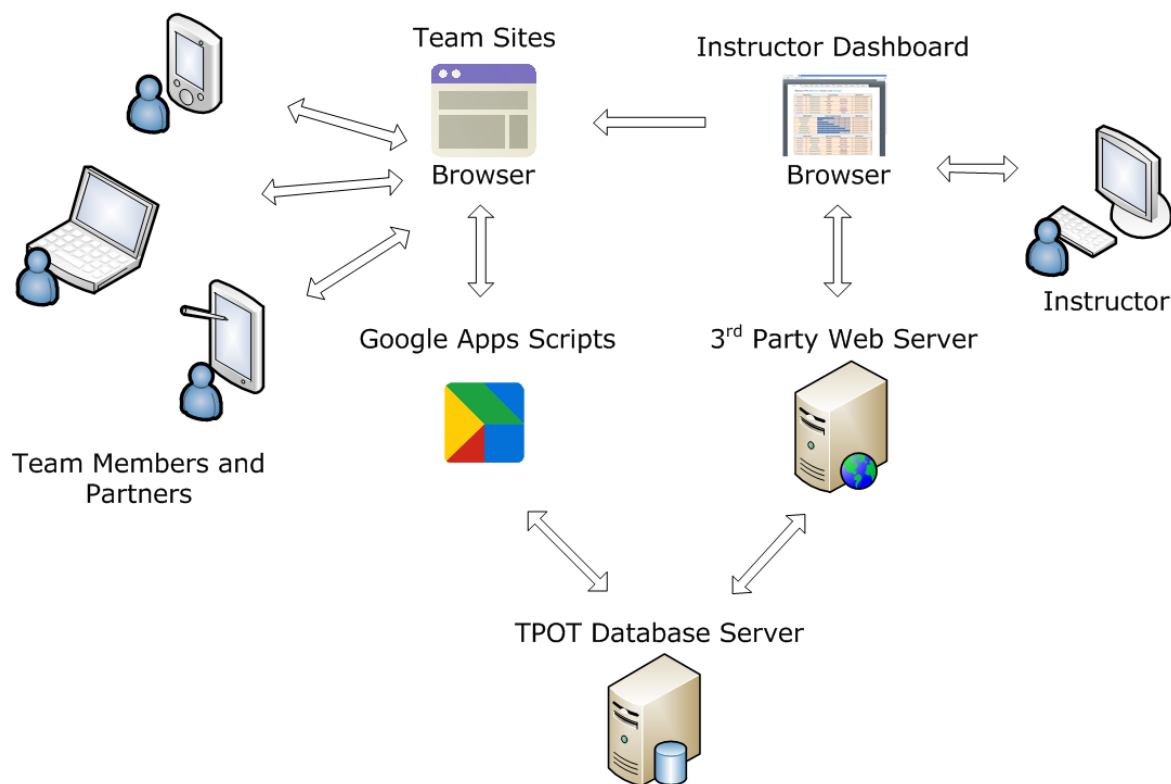 Team Sites
Instructor Dashboard
Browser
Browser
Instructor
Google Apps Scripts
3rd Party Web Server
Team Members and
Partners
TPOT Database Server